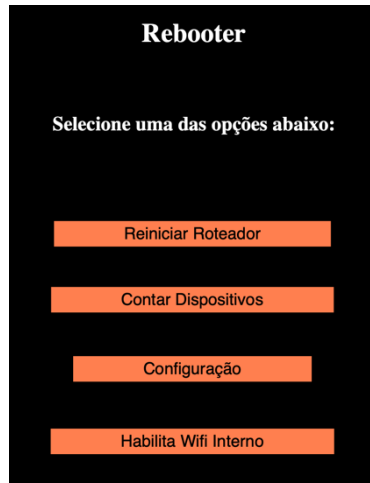 Rebooter
Selecione uma das opções abaixo:
Reiniciar Roteador
Contar Dispositivos
Configuração
Habilita Wifi Interno